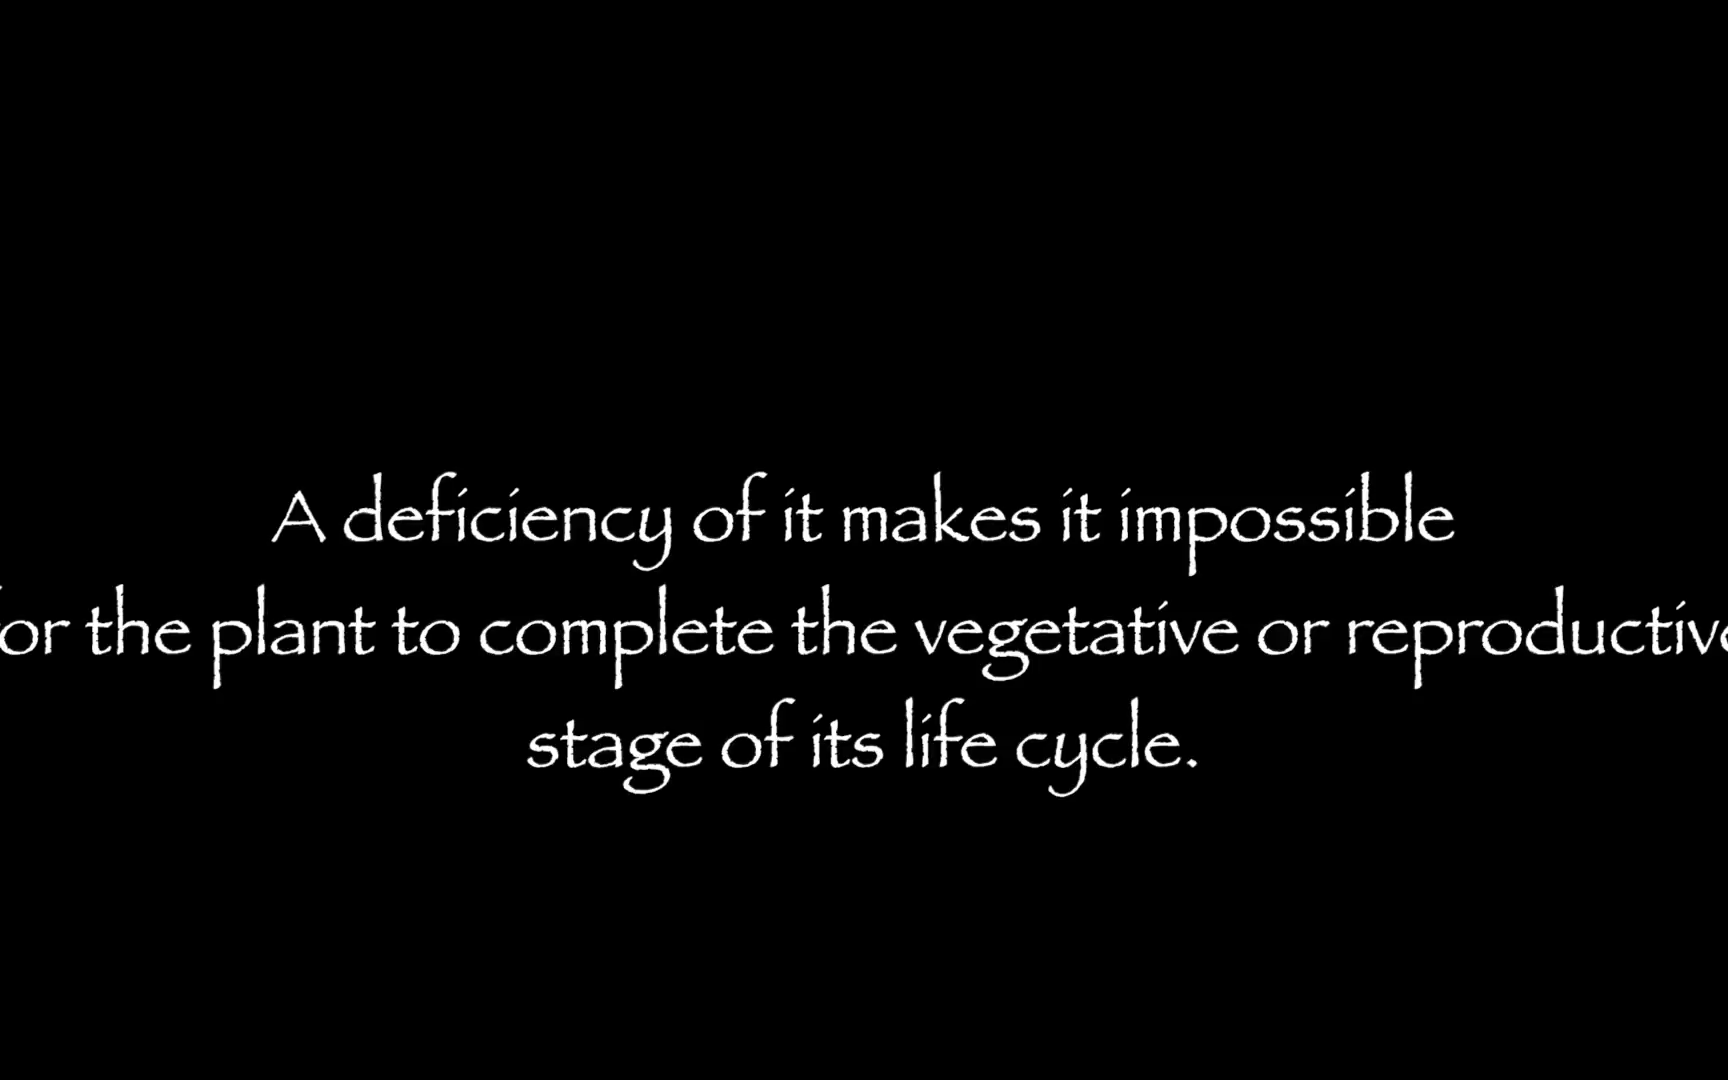 A deficiency of it makes it impossible
for the plant to complete the vegetative or reproductive
stage of its life cycle.